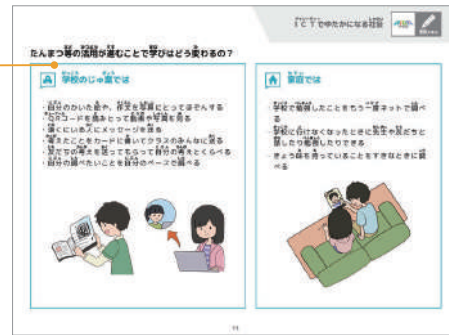 ICTでゆたかになる社会
たんまつ等の活用が進むことで学びはどう変わるの？
学校のじゅ業では
・自分のかいた絵や、作文を写真にとってほぞんする
・QRコードを読みとって動画や写真を見る
・遠くにいる人にメッセージを送る
・考えたことをカードに書いてクラスのみんなに送る
・友だちの考えを送ってもらって自分の考えとくらべる
・自分の調べたいことを自分のペースで調べる
家庭では
・学校で勉強したことをもう一度ネットで調べ
る
・学校に行けなくなったときに先生や友だちと
話したり勉強したりできる
・きょう味を持っていることをすきなときに調
べる